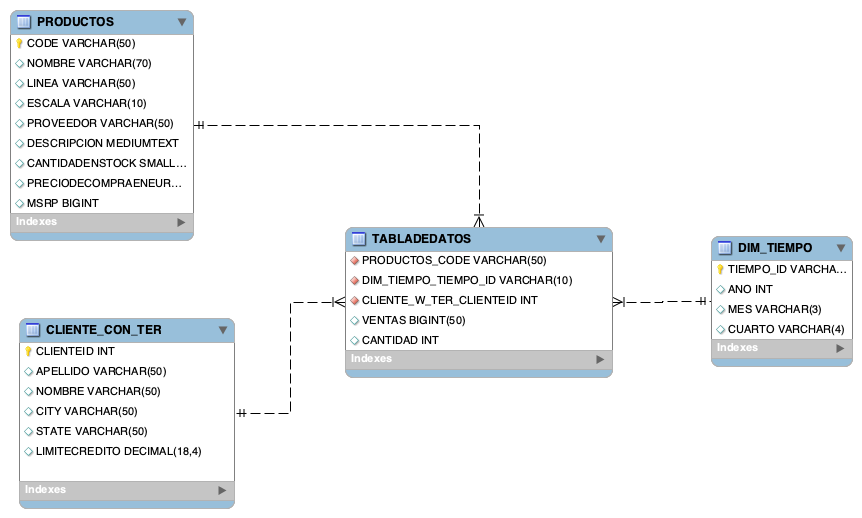 PRODUCTOS
CODE VARCHAR(50)
NOMBRE VARCHAR(70)
LINEA VARCHAR(50)
ESCALA VARCHAR(10)
PROVEEDOR VARCHAR(50)
DESCRIPCION MEDIUMTEXT
CANTIDADENSTOCK SMALL...
PRECIODECOMPRAENEUR...
MSRP BIGINT
Indexes
TABLADEDATOS
PRODUCTOS_CODE VARCHAR(50)
DIM_TIEMPO_TIEMPO_ID VARCHAR(10)
CLIENTE_W_TER_CLIENTEID INT
VENTAS BIGINT(50)
CANTIDAD INT
Indexes
DIM_TIEMPO
TIEMPO_ID VARCHA...
ANO INT
MES VARCHAR(3)
CUARTO VARCHAR(4)
Indexes
CLIENTE_CON_TER
CLIENTEID INT
APELLIDO VARCHAR(50)
NOMBRE VARCHAR(50)
CITY VARCHAR(50)
STATE VARCHAR(50)
LIMITECREDITO DECIMAL(18,4)
Indexes